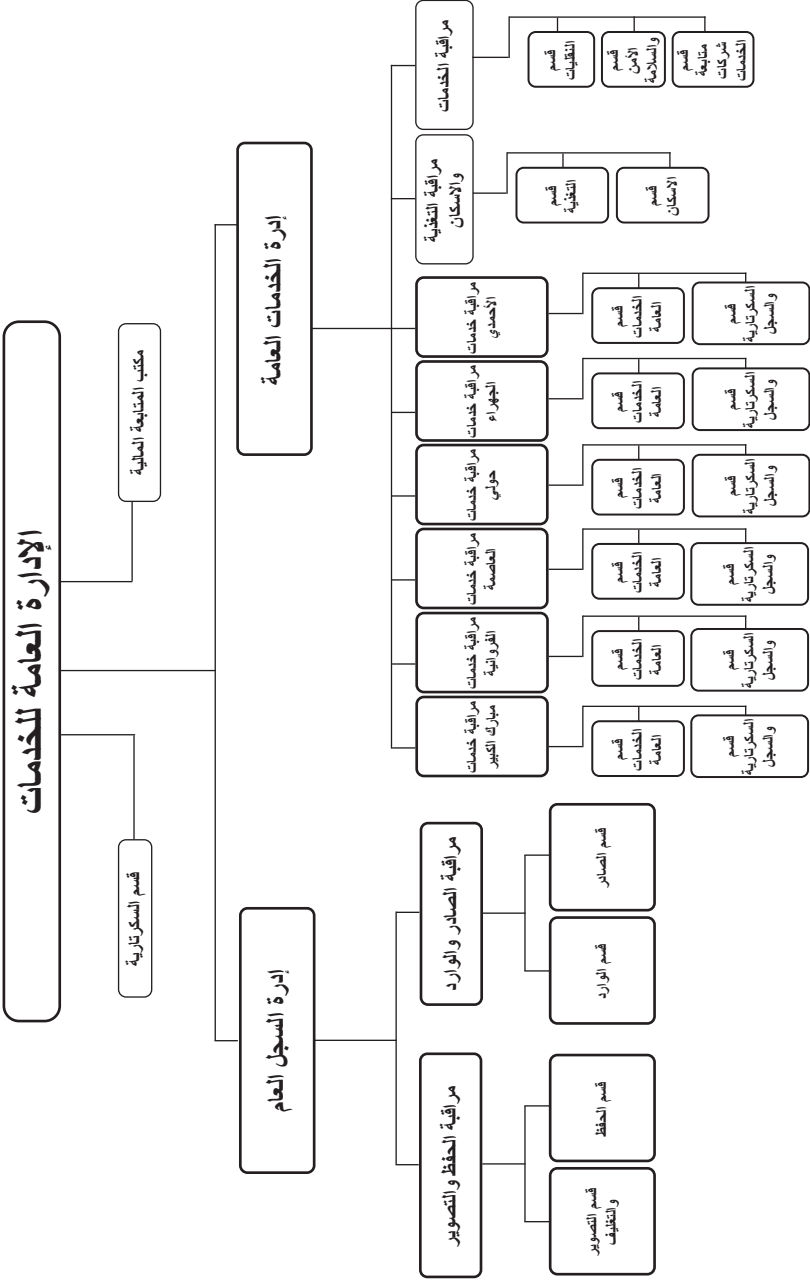 الإدارة العامة للخدمات
مكتب المتابعة المالية
قسم السكرتارية
إدرة الخدمات العامة
مراقبة الخدمات
قسم
النقليات
قسم
الأمن
والسلامة
قسم
متابعة
شركات
الخدمات
مراقبة التغذية
والاسكان
قسم
التغذية
قسم
الاسكان
مراقبة خدمات
الأحمدي
قسم
الخدمات
العامة
قسم
السكرتارية
والسجل
مراقبة خدمات
الجهراء
قسم
الخدمات
العامة
قسم
السكرتارية
والسجل
مراقبة خدمات
حولي
قسم
الخدمات
العامة
قسم
السكرتارية
والسجل
مراقبة خدمات
العاصمة
قسم
الخدمات
العامة
قسم
السكرتارية
والسجل
مراقبة خدمات
الفروانية
قسم
الخدمات
العامة
قسم
السكرتارية
والسجل
مراقبة خدمات
مبارك الكبير
قسم
الخدمات
العامة
قسم
السكرتارية
والسجل
إدرة السجل العام
مراقبة الصادر والوارد
قسم الصادر
قسم الوارد
مراقبة الحفظ والتصوير
قسم الحفظ
قسم التصوير
والتغليف